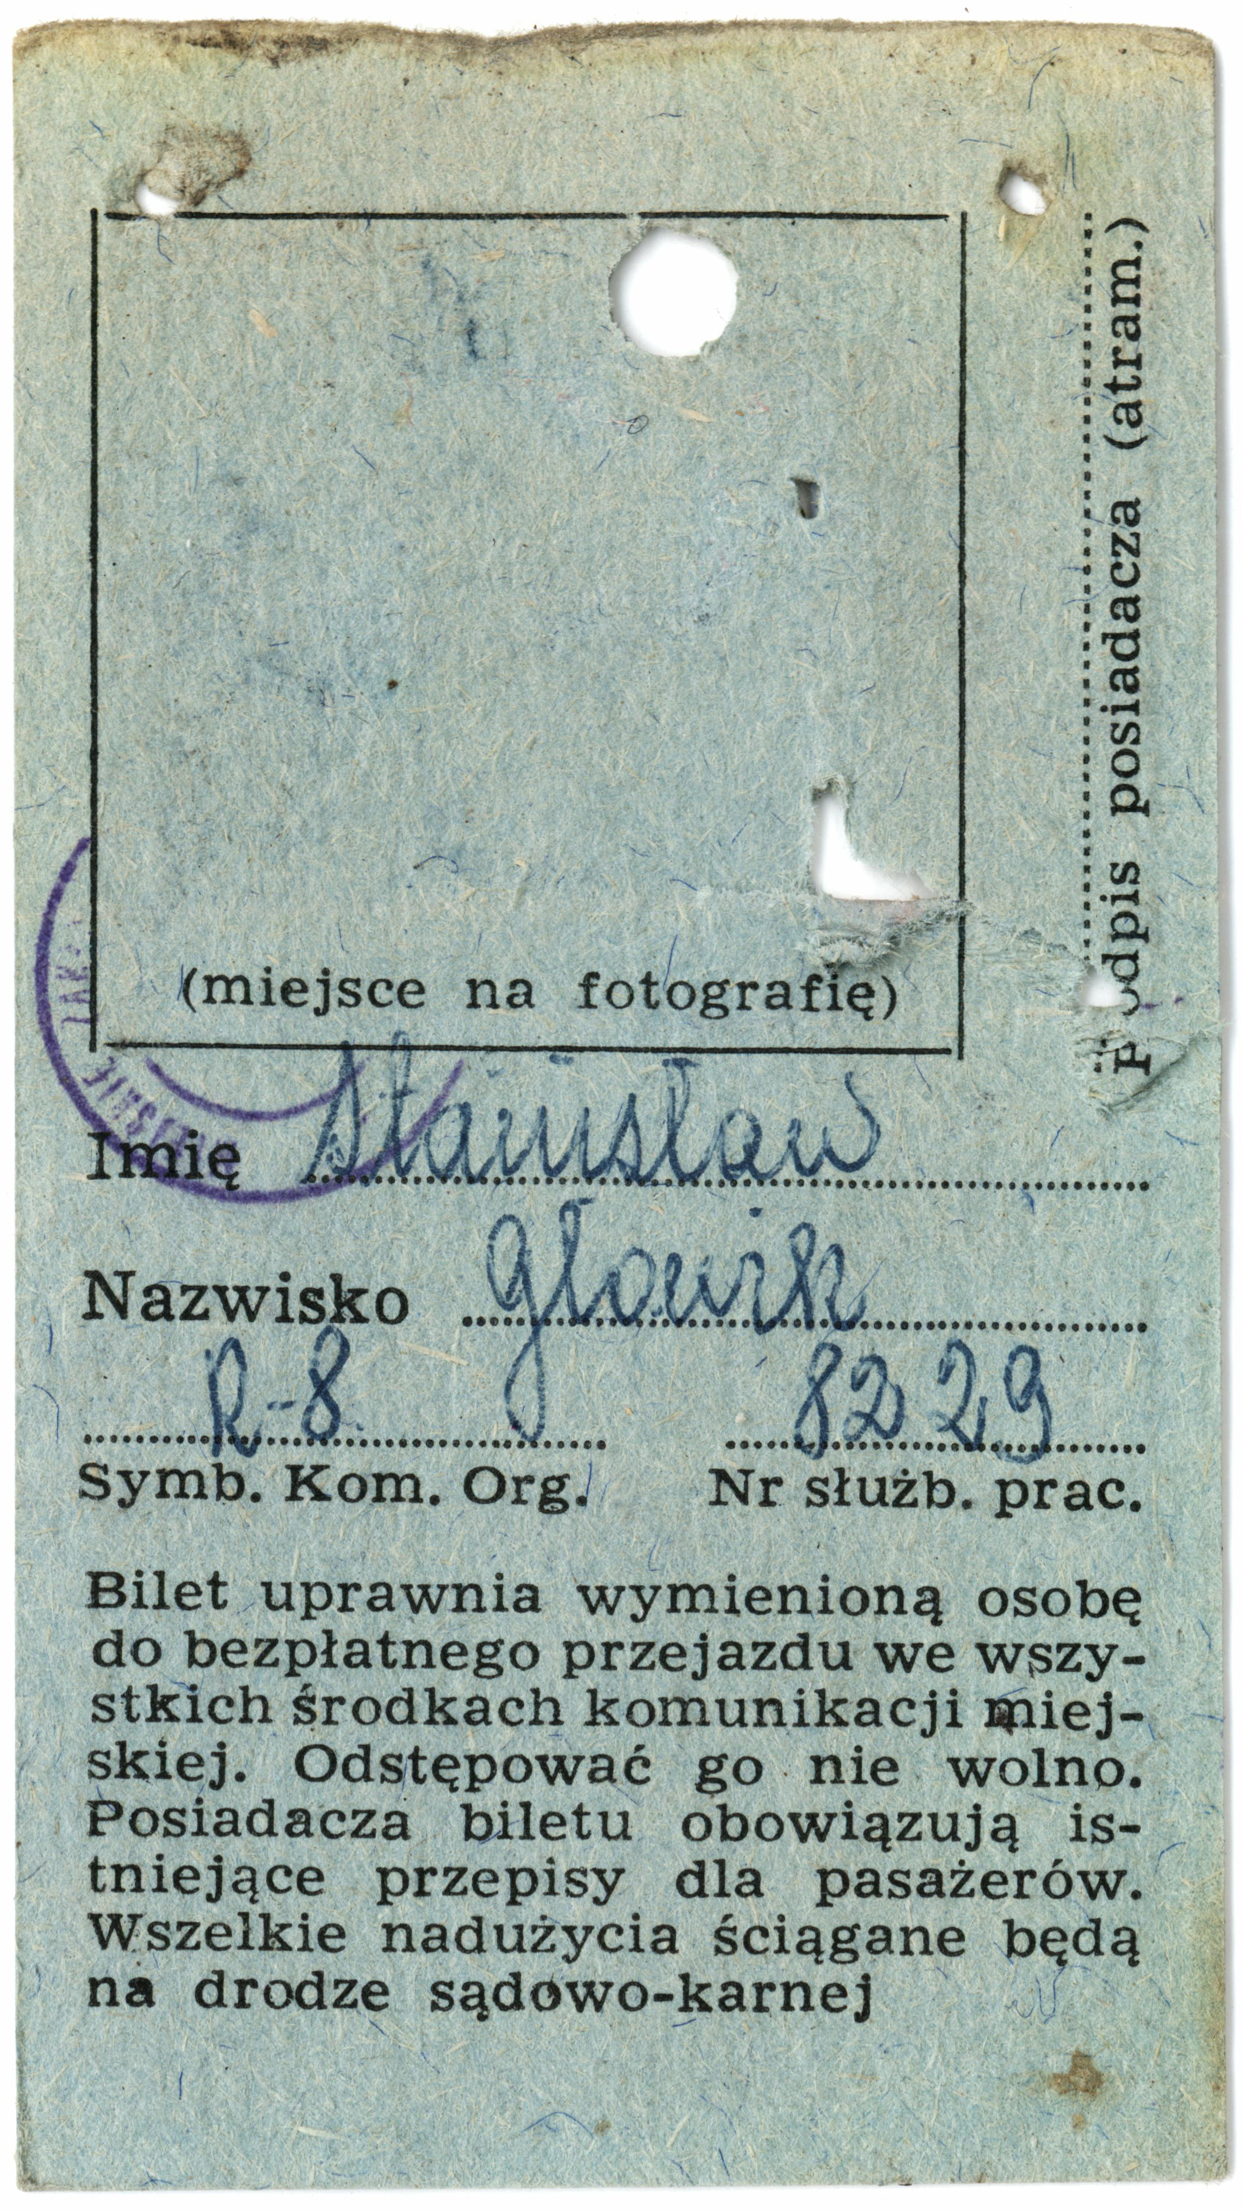 (miejsce na fotografię)
Podpis posiadacza (atram.)
Imię Stanisław
Nazwisko Głowik
R-8 8229
Symb. Kom. Org. Nr służb. prac.
Bilet uprawnia wymienioną osobę
do bezpłatnego przejazdu we wszy-
stkich środkach komunikacji miej-
skiej. Odstępować go nie wolno.
Posiadacza biletu obowiązują is-
tniejące przepisy dla pasażerów.
Wszelkie nadużycia ściągane będą
na drodze sądowo-karnej